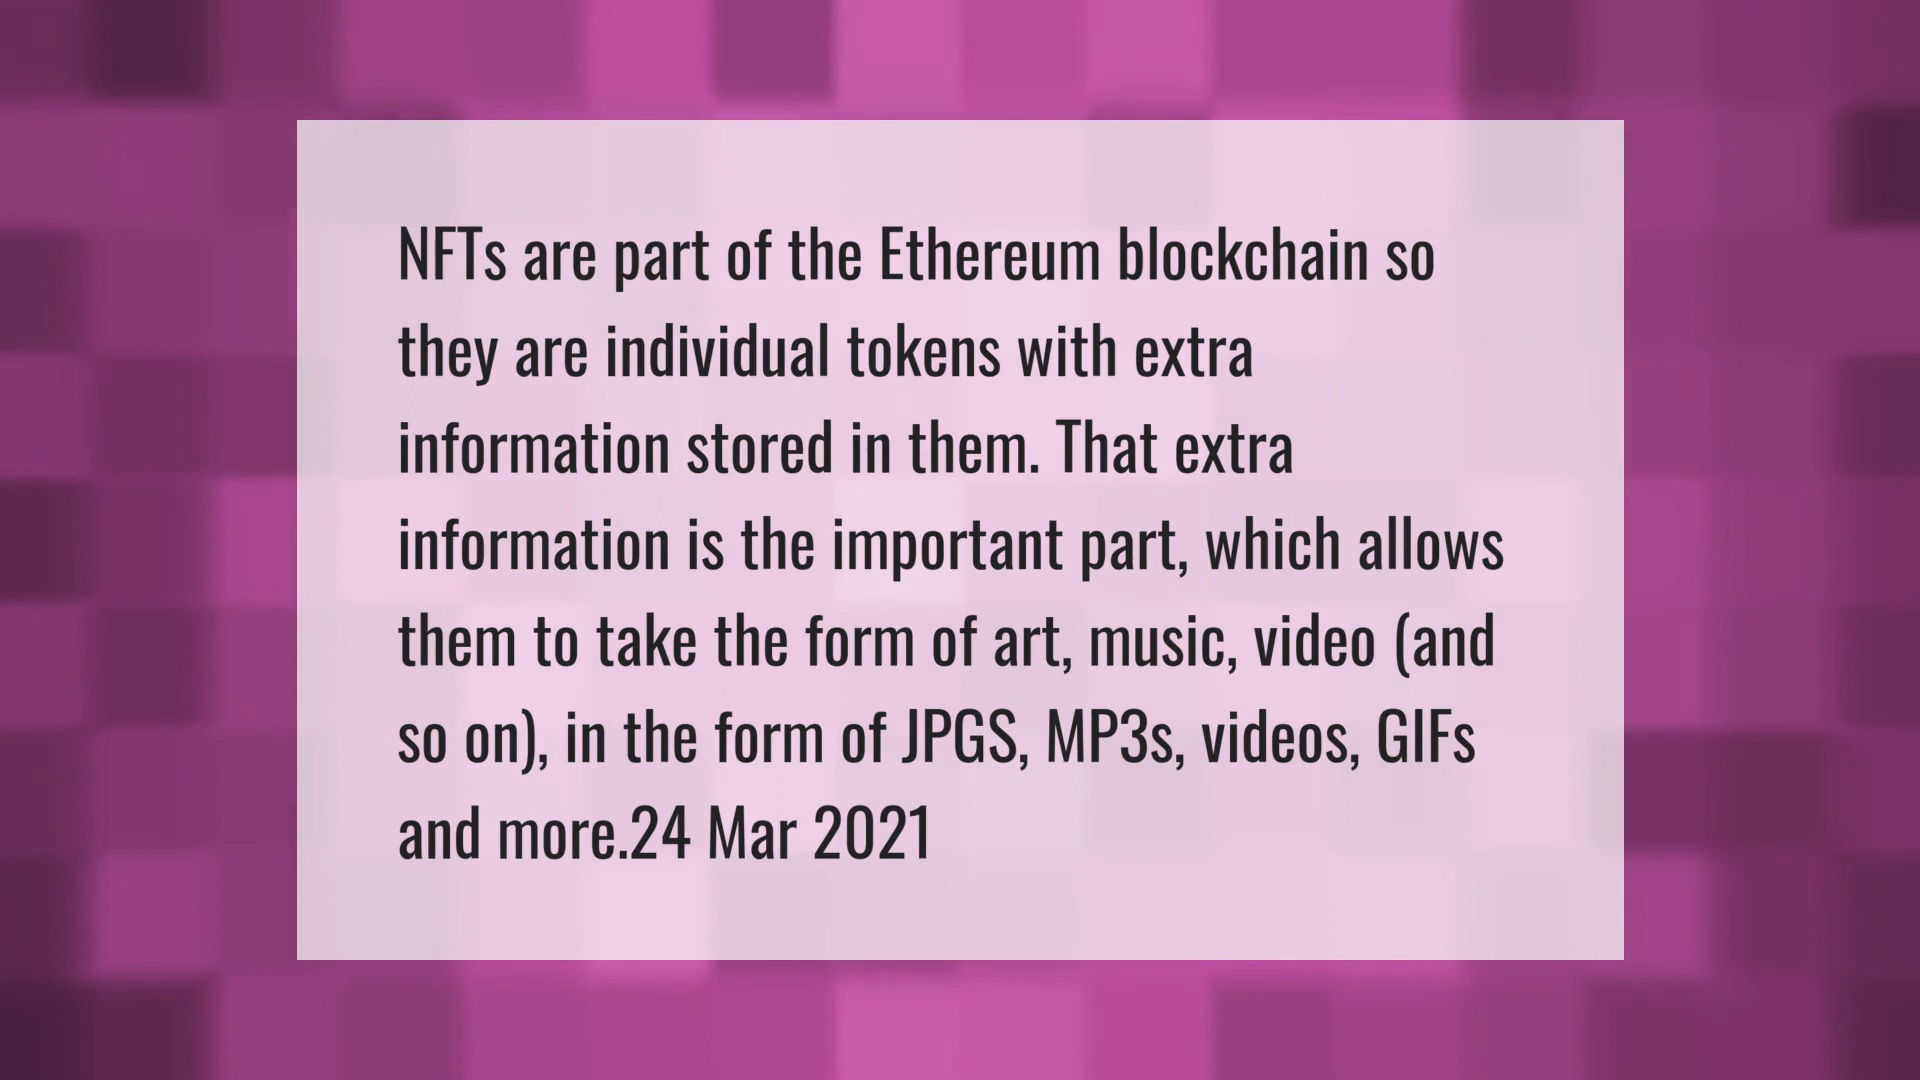 NFTs are part of the Ethereum blockchain so
they are individual tokens with extra
information stored in them. That extra
information is the important part, which allows
them to take the form of art, music, video (and
so on), in the form of JPGS, MP3s, videos, GIFs
and more.24 Mar 2021